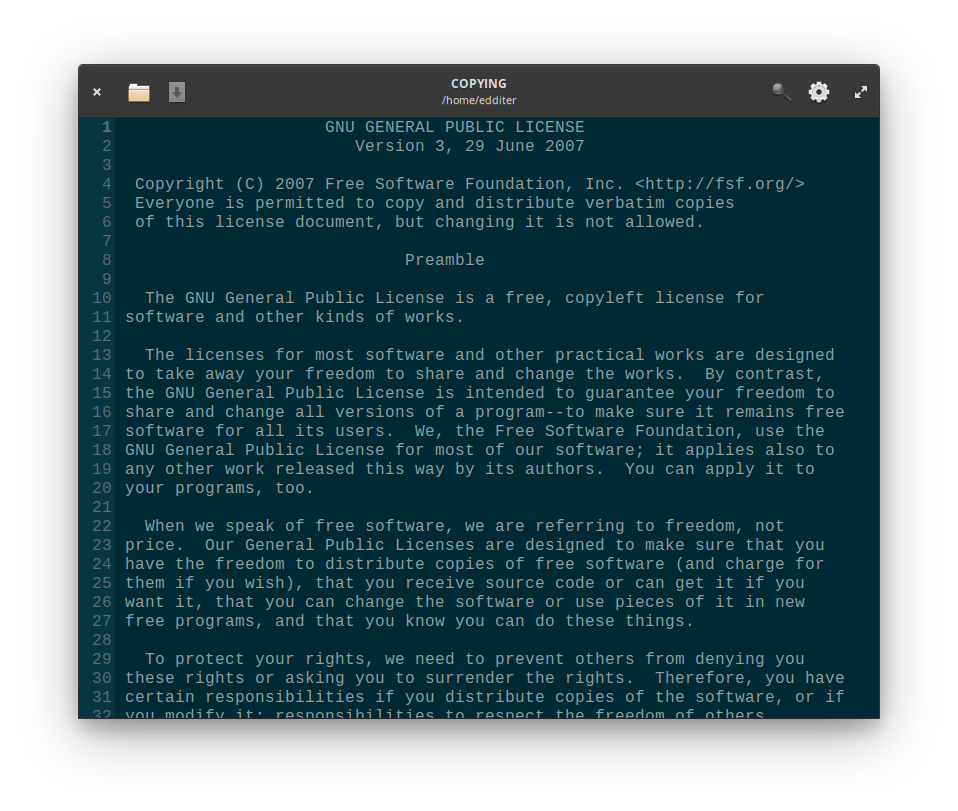 COPYING
/home/edditer
1 GNU GENERAL PUBLIC LICENSE
2 Version 3, 29 June 2007
3
4 Copyright (C) 2007 Free Software Foundation, Inc. <http://fsf.org/>
5 Everyone is permitted to copy and distribute verbatim copies
6 of this license document, but changing it is not allowed.
7
8 Preamble
9
10 The GNU General Public License is a free, copyleft license for
11 software and other kinds of works.
12
13 The licenses for most software and other practical works are designed
14 to take away your freedom to share and change the works.  By contrast,
15 the GNU General Public License is intended to guarantee your freedom to
16 share and change all versions of a program--to make sure it remains free
17 software for all its users.  We, the Free Software Foundation, use the
18 GNU General Public License for most of our software; it applies also to
19 any other work released this way by its authors.  You can apply it to
20 your programs, too.
21
22 When we speak of free software, we are referring to freedom, not
23 price.  Our General Public Licenses are designed to make sure that you
24 have the freedom to distribute copies of free software (and charge for
25 them if you wish), that you receive source code or can get it if you
26 want it, that you can change the software or use pieces of it in new
27 free programs, and that you know you can do these things.
28
29 To protect your rights, we need to prevent others from denying you
30 these rights or asking you to surrender the rights.  Therefore, you have
31 certain responsibilities if you distribute copies of the software, or if
32 you modify it: responsibilities to respect the freedom of others.